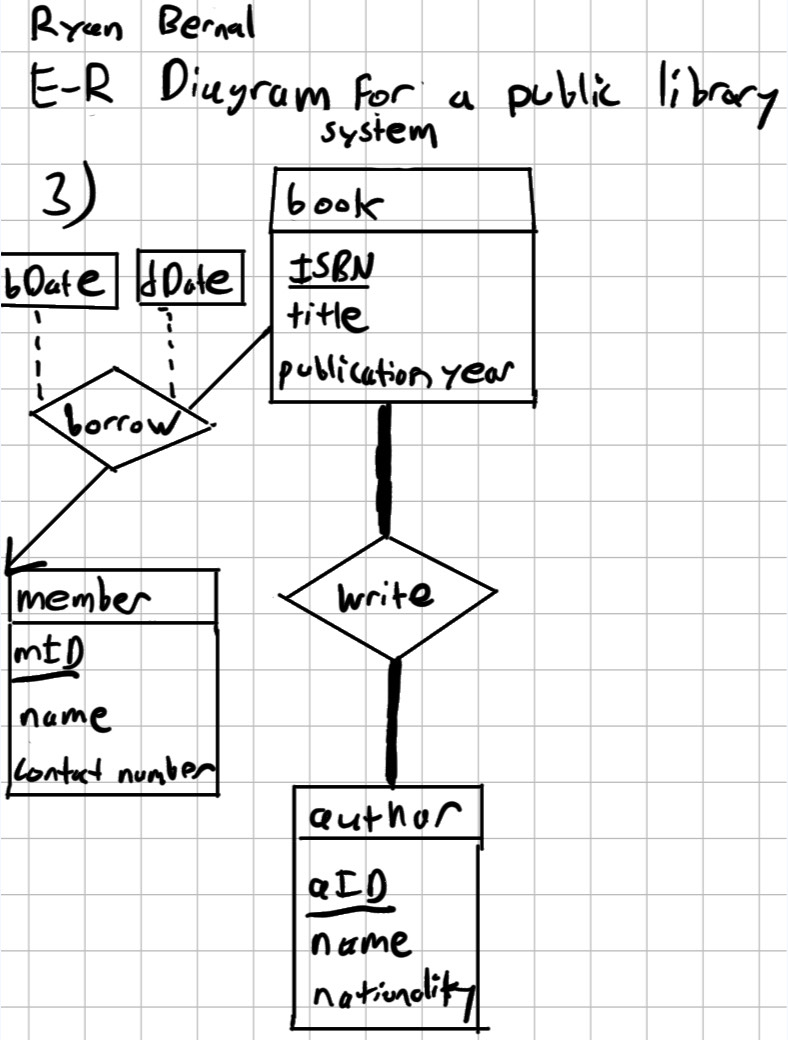 Ryan Bernal
E-R Diagram for a public library
system
3)
book
ISBN
title
publication year
bDate
dDate
borrow
member
mID
name
contact number
write
author
aID
name
nationality